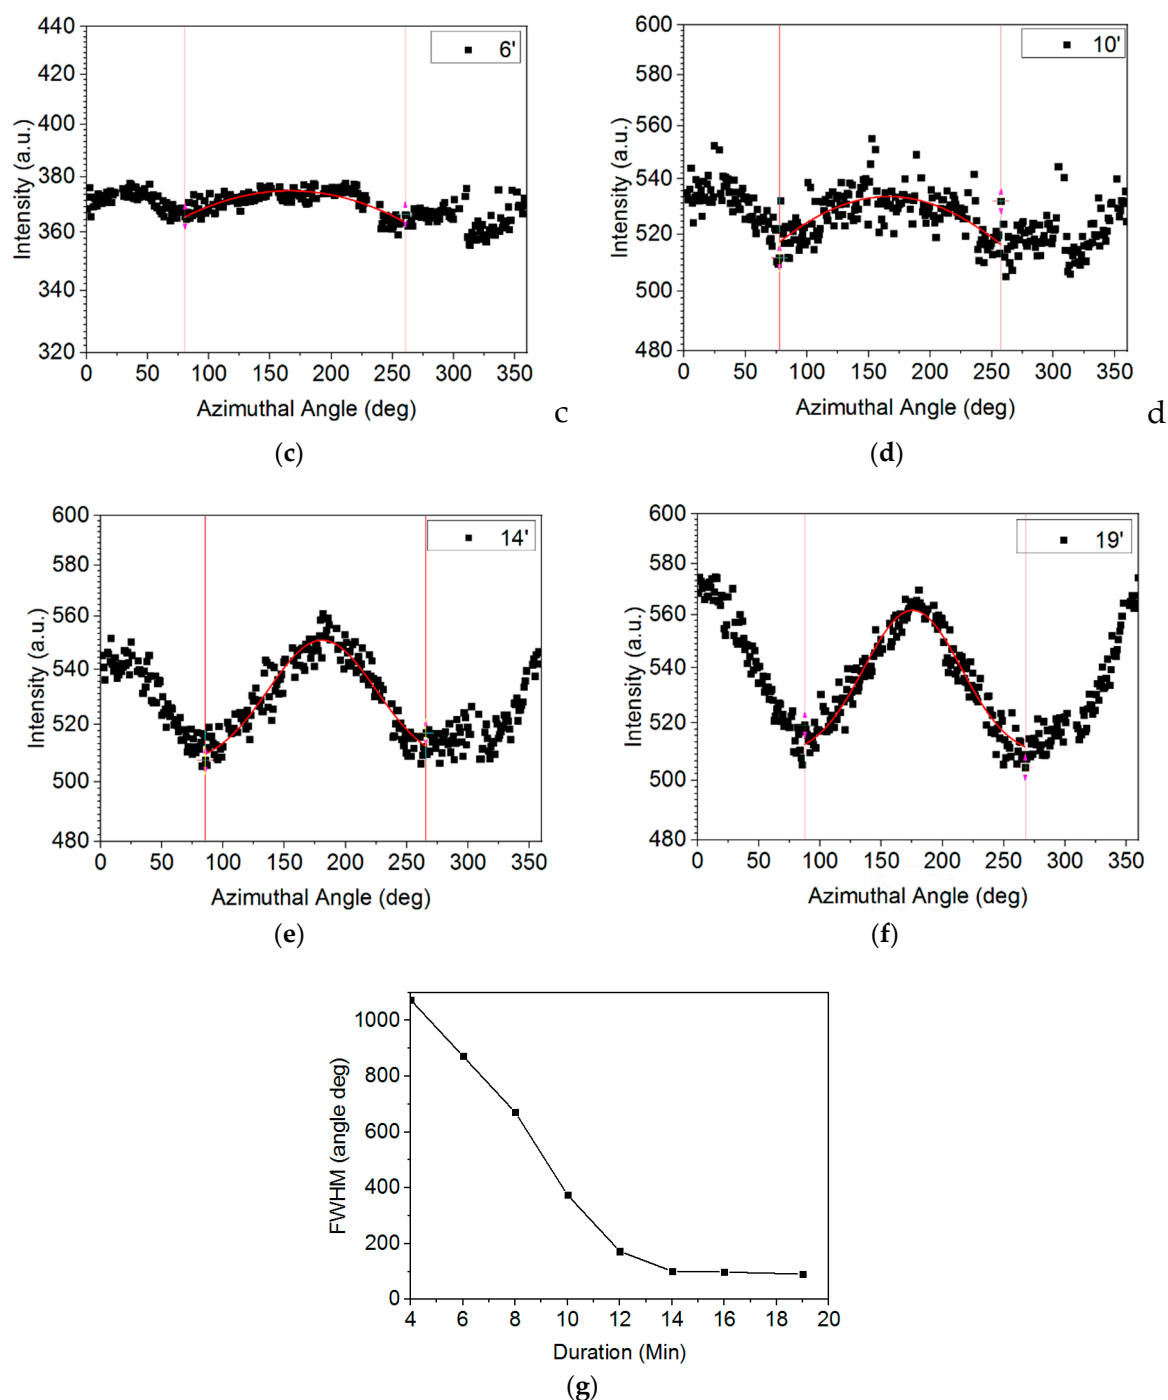 440
420
400
380
360
340
320
Intensity (a.u.)
6'
0 50 100 150 200 250 300 350
Azimuthal Angle (deg)
c
(c)
600
580
560
540
520
500
480
Intensity (a.u.)
10'
0 50 100 150 200 250 300 350
Azimuthal Angle (deg)
d
(d)
600
580
560
540
520
500
480
Intensity (a.u.)
14'
0 50 100 150 200 250 300 350
Azimuthal Angle (deg)
(e)
600
580
560
540
520
500
480
Intensity (a.u.)
19'
0 50 100 150 200 250 300 350
Azimuthal Angle (deg)
(f)
1000
800
600
400
200
0
FWHM (angle deg)
4 6 8 10 12 14 16 18 20
Duration (Min)
(g)